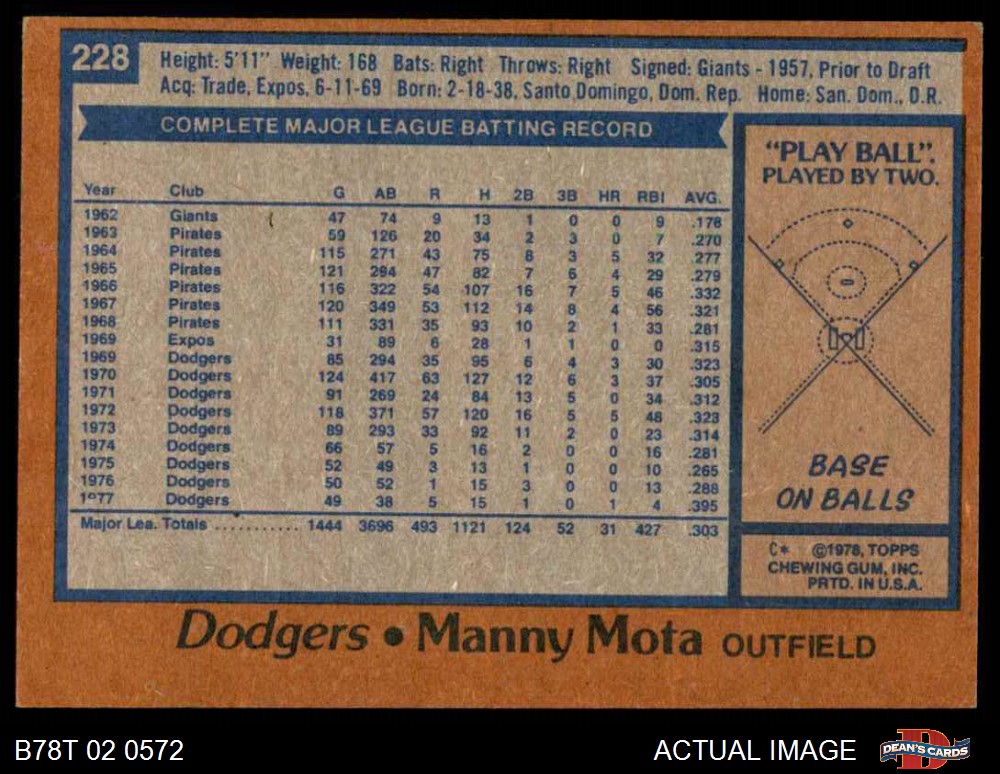 228
Height: 5'11" Weight: 168 Bats: Right Throws: Right Signed: Giants - 1957, Prior to Draft
Acq: Trade, Expos, 6-11-69 Born: 2-18-38, Santo Domingo, Dom. Rep. Home: San. Dom., D.R.
COMPLETE MAJOR LEAGUE BATTING RECORD
Year Club G AB R H 2B 3B HR RBI AVG.
1962 Giants 47 74 9 13 1 0 0 9 .176
1963 Pirates 59 126 20 34 2 3 0 7 .270
1964 Pirates 115 271 43 75 8 3 5 32 .277
1965 Pirates 121 294 47 82 7 6 4 29 .279
1966 Pirates 116 322 54 107 16 7 5 46 .332
1967 Pirates 120 349 53 112 14 8 4 56 .321
1968 Pirates 111 331 35 93 10 2 1 33 .281
1969 Expos 31 89 6 28 1 1 0 0 .315
1969 Dodgers 85 294 35 95 6 4 3 30 .323
1970 Dodgers 124 417 63 127 12 6 3 37 .305
1971 Dodgers 91 269 24 84 13 5 0 34 .312
1972 Dodgers 118 371 57 120 16 5 5 48 .323
1973 Dodgers 89 293 33 92 11 2 0 23 .314
1974 Dodgers 66 57 5 16 2 0 0 16 .281
1975 Dodgers 52 49 3 13 1 0 0 10 .265
1976 Dodgers 50 52 1 15 3 0 0 13 .288
1977 Dodgers 49 38 5 15 1 0 1 4 .395
Major Lea. Totals ........... 1444 3696 493 1121 124 52 31 427 .303
"PLAY BALL".
PLAYED BY TWO.
BASE
ON BALLS
C* ©1978, TOPPS
CHEWING GUM, INC.
PRTD. IN U.S.A.
Dodgers • Manny Mota OUTFIELD
B78T 02 0572
ACTUAL IMAGE
DEAN'S CARDS